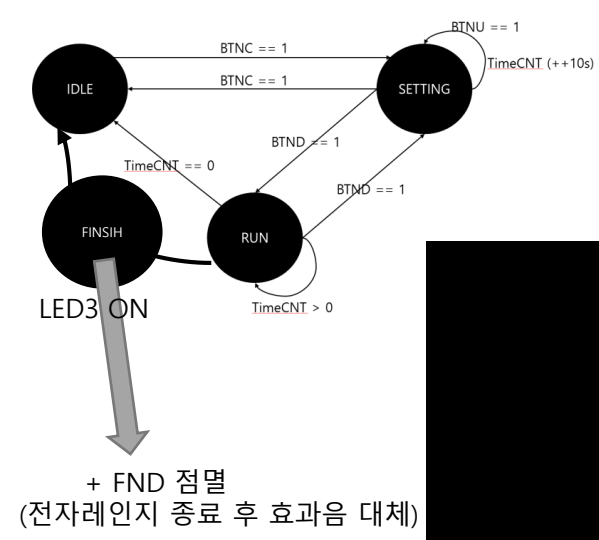 BTNU == 1
BTNC == 1
TimeCNT (++10s)
IDLE
BTNC == 1
SETTING
BTND == 1
TimeCNT == 0
BTND == 1
FINSIH
RUN
LED3 ON
TimeCNT > 0
+ FND 점멸
(전자레인지 종료 후 효과음 대체)